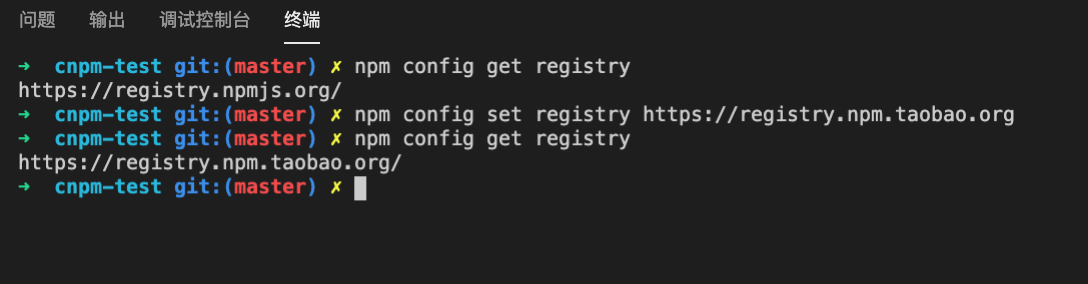 问题 输出 调试控制台 终端
➜ cnpm-test git:(master) ✗ npm config get registry
https://registry.npmjs.org/
➜ cnpm-test git:(master) ✗ npm config set registry https://registry.npm.taobao.org
➜ cnpm-test git:(master) ✗ npm config get registry
https://registry.npm.taobao.org/
➜ cnpm-test git:(master) ✗